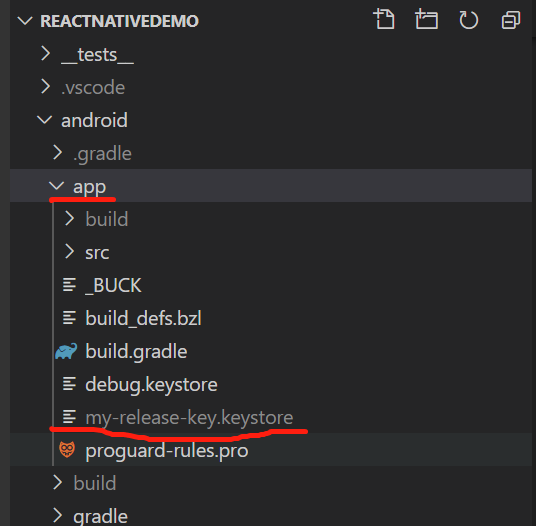 REACTNATIVEDEMO
__tests__
.vscode
android
.gradle
app
build
src
_BUCK
build_defs.bzl
build.gradle
debug.keystore
my-release-key.keystore
proguard-rules.pro
build
gradle